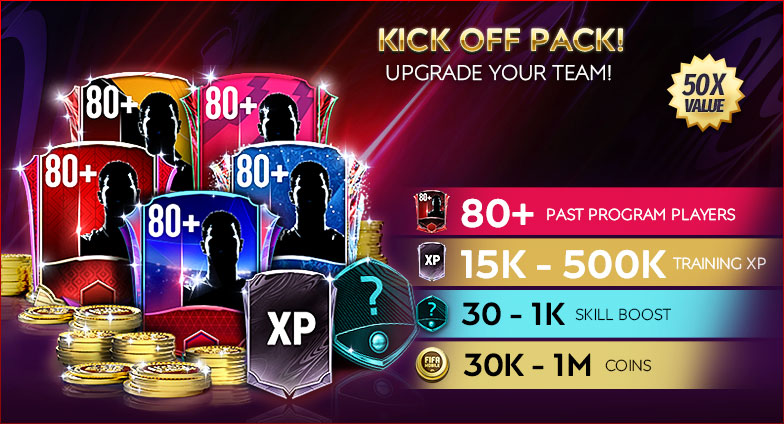 KICK OFF PACK!
UPGRADE YOUR TEAM!
50X
VALUE
80+
80+
80+
80+
80+
XP
?
80+
80+ PAST PROGRAM PLAYERS
XP
15K - 500K TRAINING XP
?
30 - 1K SKILL BOOST
FIFA
MOBILE
30K - 1M COINS